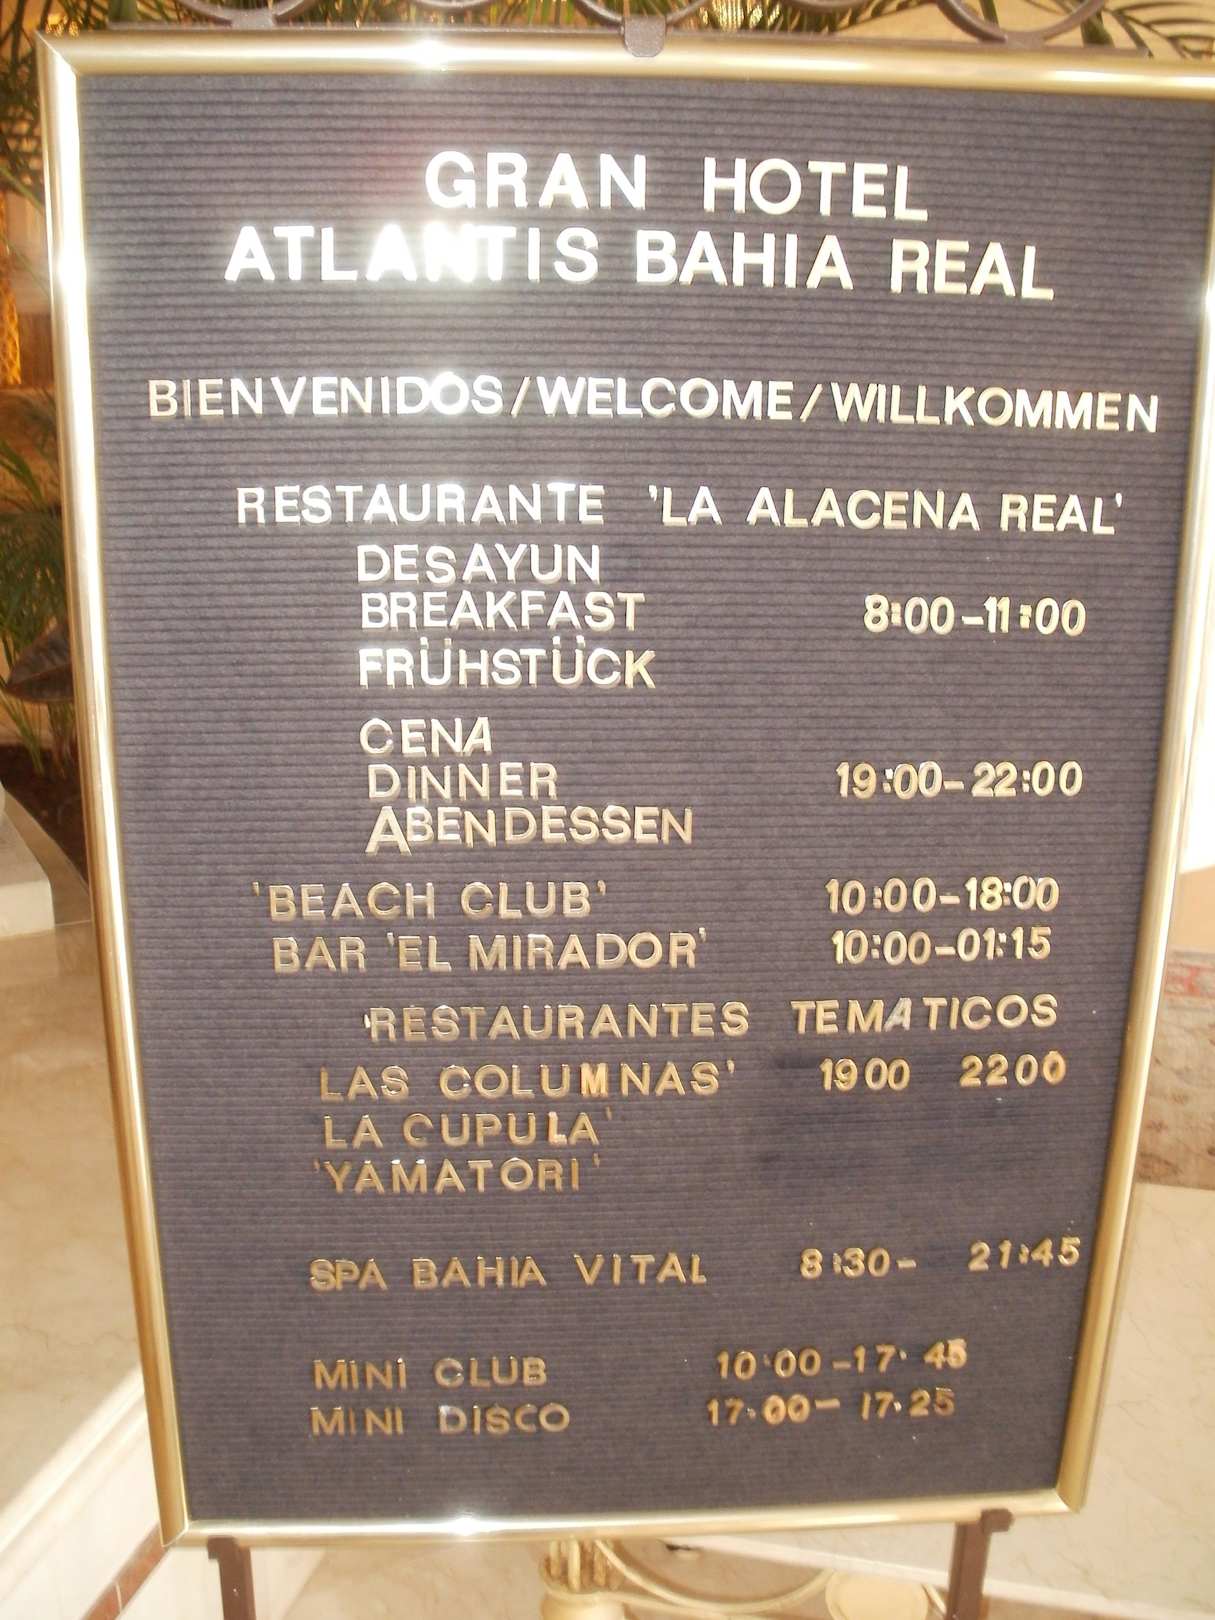 GRAN HOTEL
ATLANTIS BAHIA REAL
BIENVENIDOS/WELCOME/WILLKOMMEN
RESTAURANTE 'LA ALACENA REAL'
DESAYUN
BREAKFAST 8:00-11:00
FRÜHSTÜCK
CENA
DINNER 19:00-22:00
ABENDESSEN
'BEACH CLUB' 10:00-18:00
BAR 'EL MIRADOR' 10:00-01:15
'RESTAURANTES TEMATICOS
LAS COLUMNAS' 1900 2200
LA CUPULA'
'YAMATORI'
SPA BAHIA VITAL 8:30- 21:45
MINI CLUB 10:00-17:45
MINI DISCO 17:00-17:25